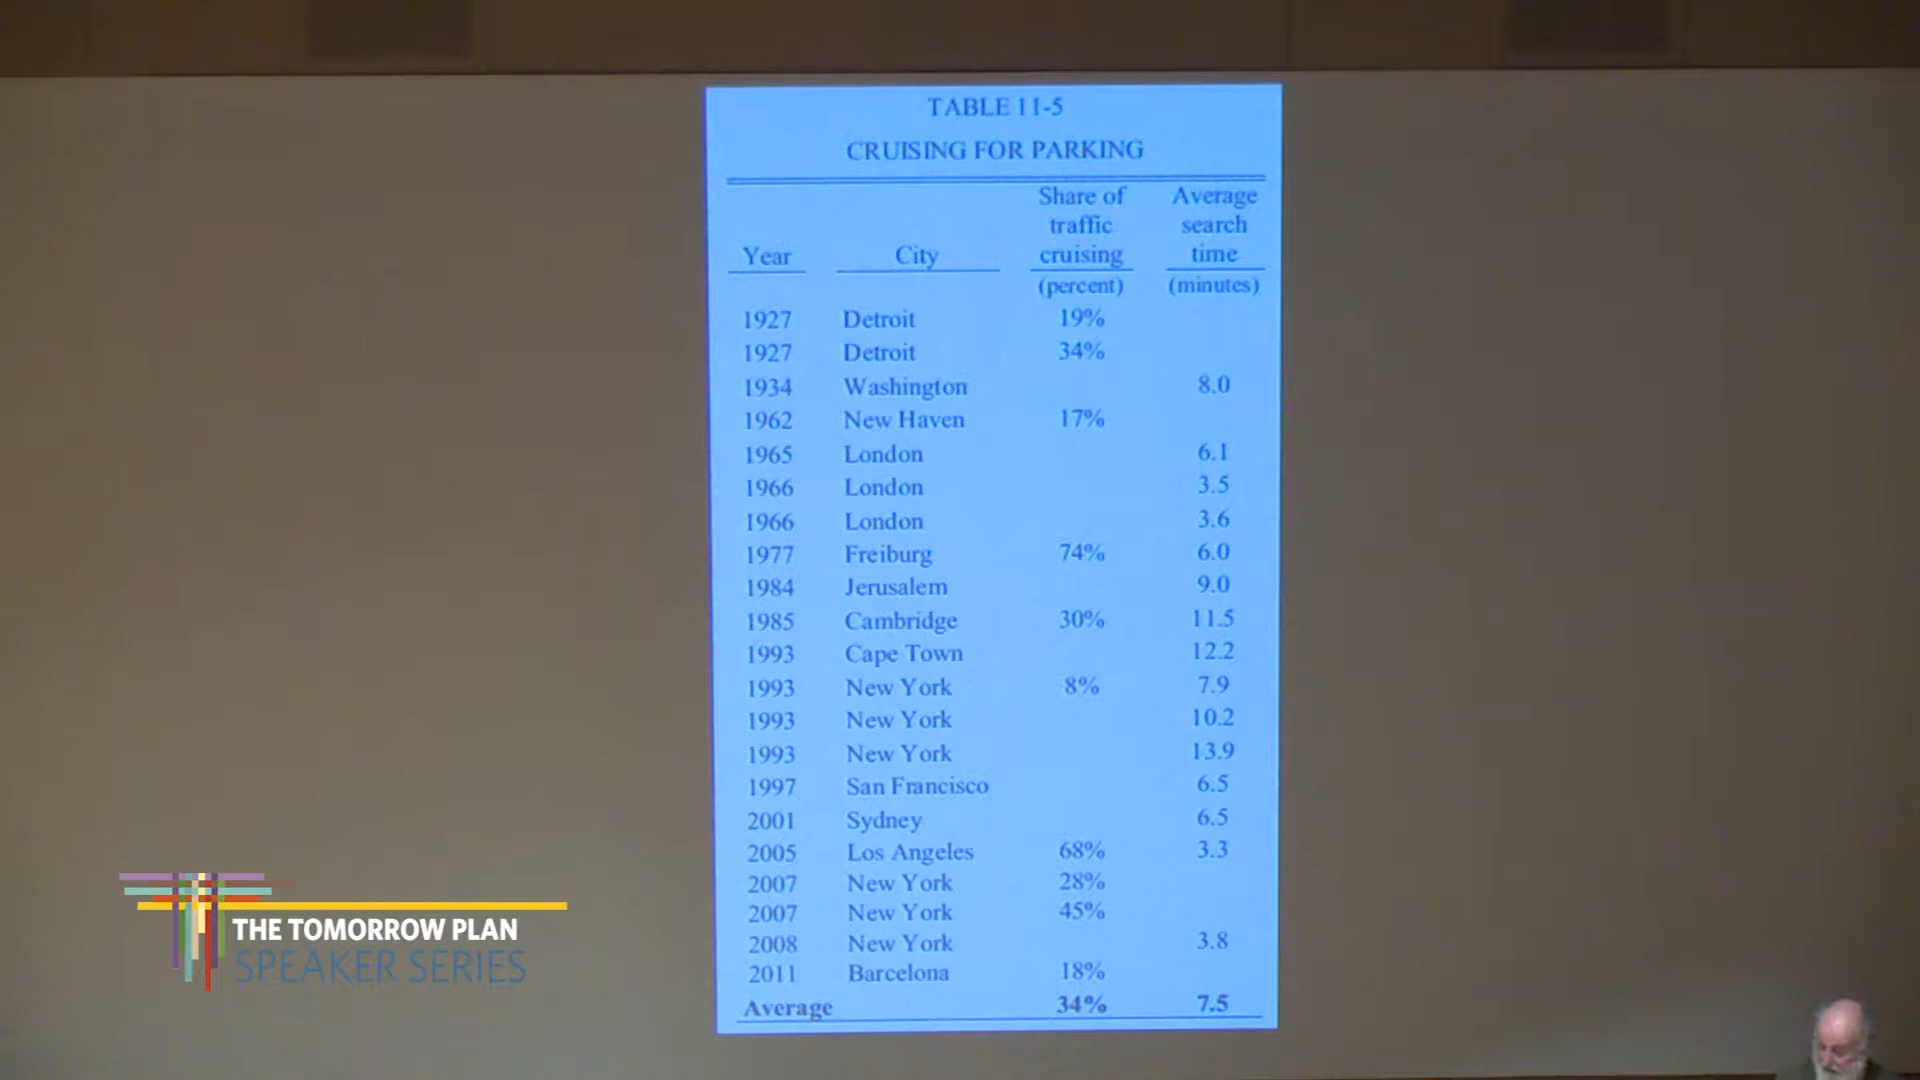 TABLE 11-5
CRUISING FOR PARKING
Year City Share of traffic cruising Average search time
(percent) (minutes)
1927 Detroit 19%
1927 Detroit 34%
1934 Washington 8.0
1962 New Haven 17%
1965 London 6.1
1966 London 3.5
1966 London 3.6
1977 Freiburg 74% 6.0
1984 Jerusalem 9.0
1985 Cambridge 30% 11.5
1993 Cape Town 12.2
1993 New York 8% 7.9
1993 New York 10.2
1993 New York 13.9
1997 San Francisco 6.5
2001 Sydney 6.5
2005 Los Angeles 68% 3.3
2007 New York 28%
2007 New York 45%
2008 New York 3.8
2011 Barcelona 18%
Average 34% 7.5
THE TOMORROW PLAN
SPEAKER SERIES